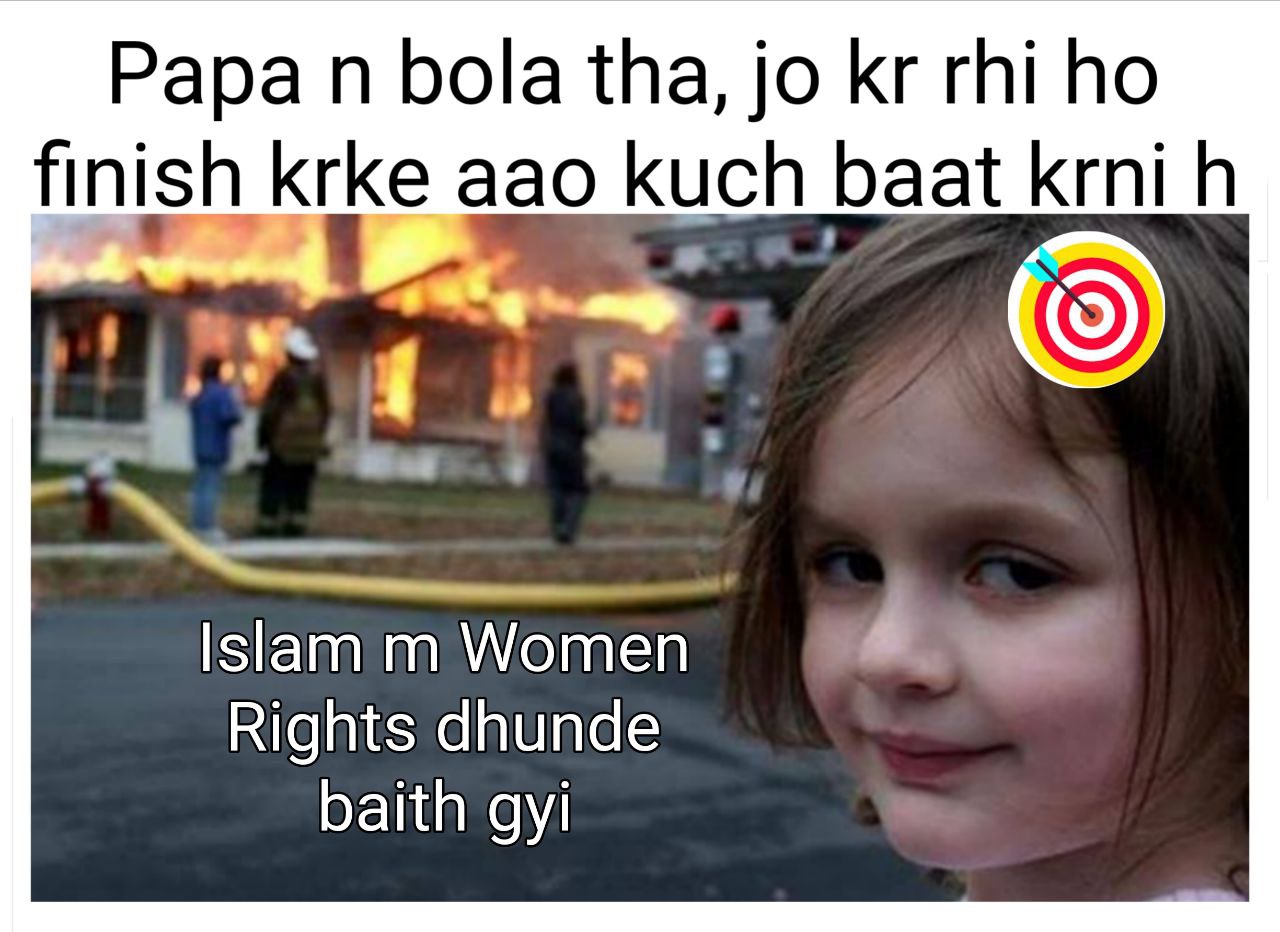 Papa n bola tha, jo kr rhi ho
finish krke aao kuch baat krni h
Islam m Women
Rights dhunde
baith gyi